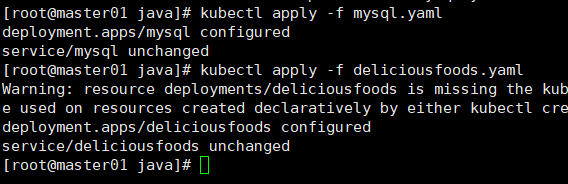 [root@master01 java]# kubectl apply -f mysql.yaml
deployment.apps/mysql configured
service/mysql unchanged
[root@master01 java]# kubectl apply -f deliciousfoods.yaml
Warning: resource deployments/deliciousfoods is missing the kub
e used on resources created declaratively by either kubectl cre
deployment.apps/deliciousfoods configured
service/deliciousfoods unchanged
[root@master01 java]#